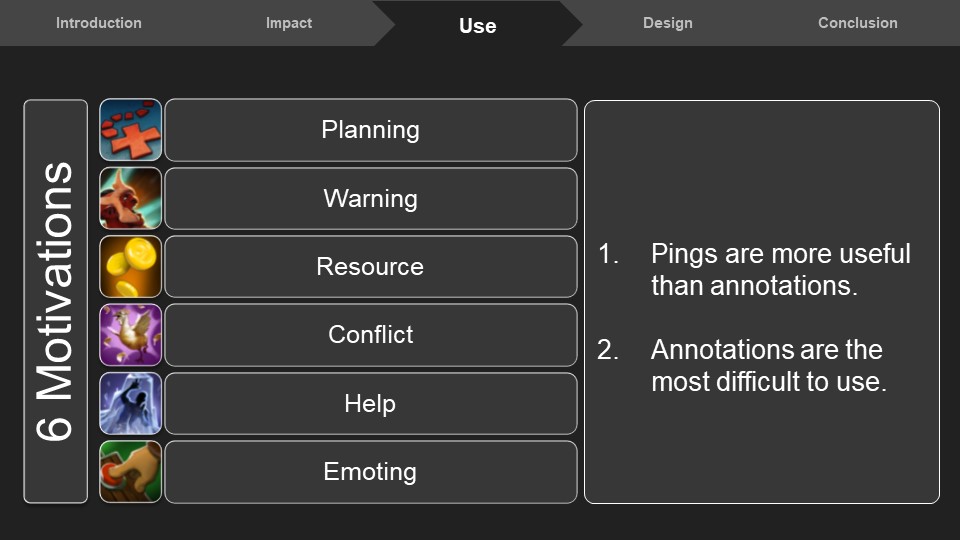 Introduction
Impact
Use
Design
Conclusion
6 Motivations
Planning
Warning
Resource
Conflict
Help
Emoting
1. Pings are more useful
than annotations.
2. Annotations are the
most difficult to use.